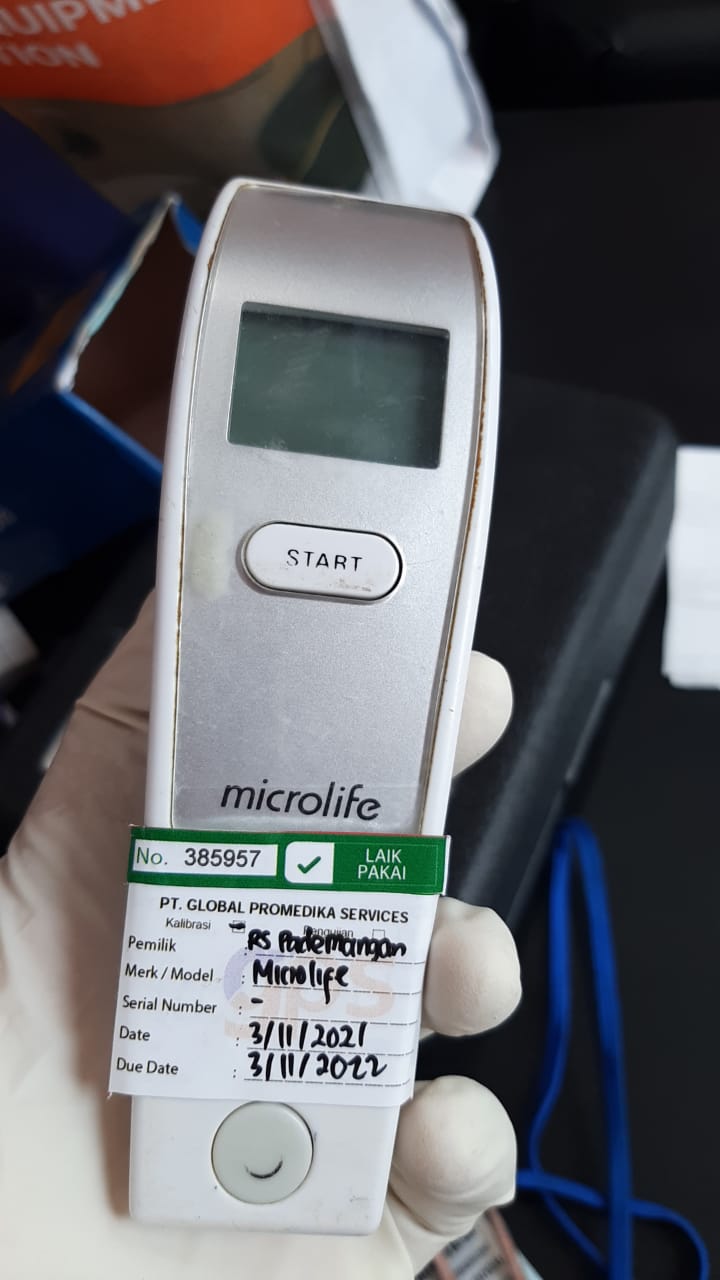 START
microlife
No. 385957
LAIK
PAKAI
PT. GLOBAL PROMEDIKA SERVICES
Kalibrasi Pengujian
Pemilik : RS Pademangan
Merk / Model : Microlife
Serial Number : -
Date : 3/11/2021
Due Date : 3/11/2022
gps